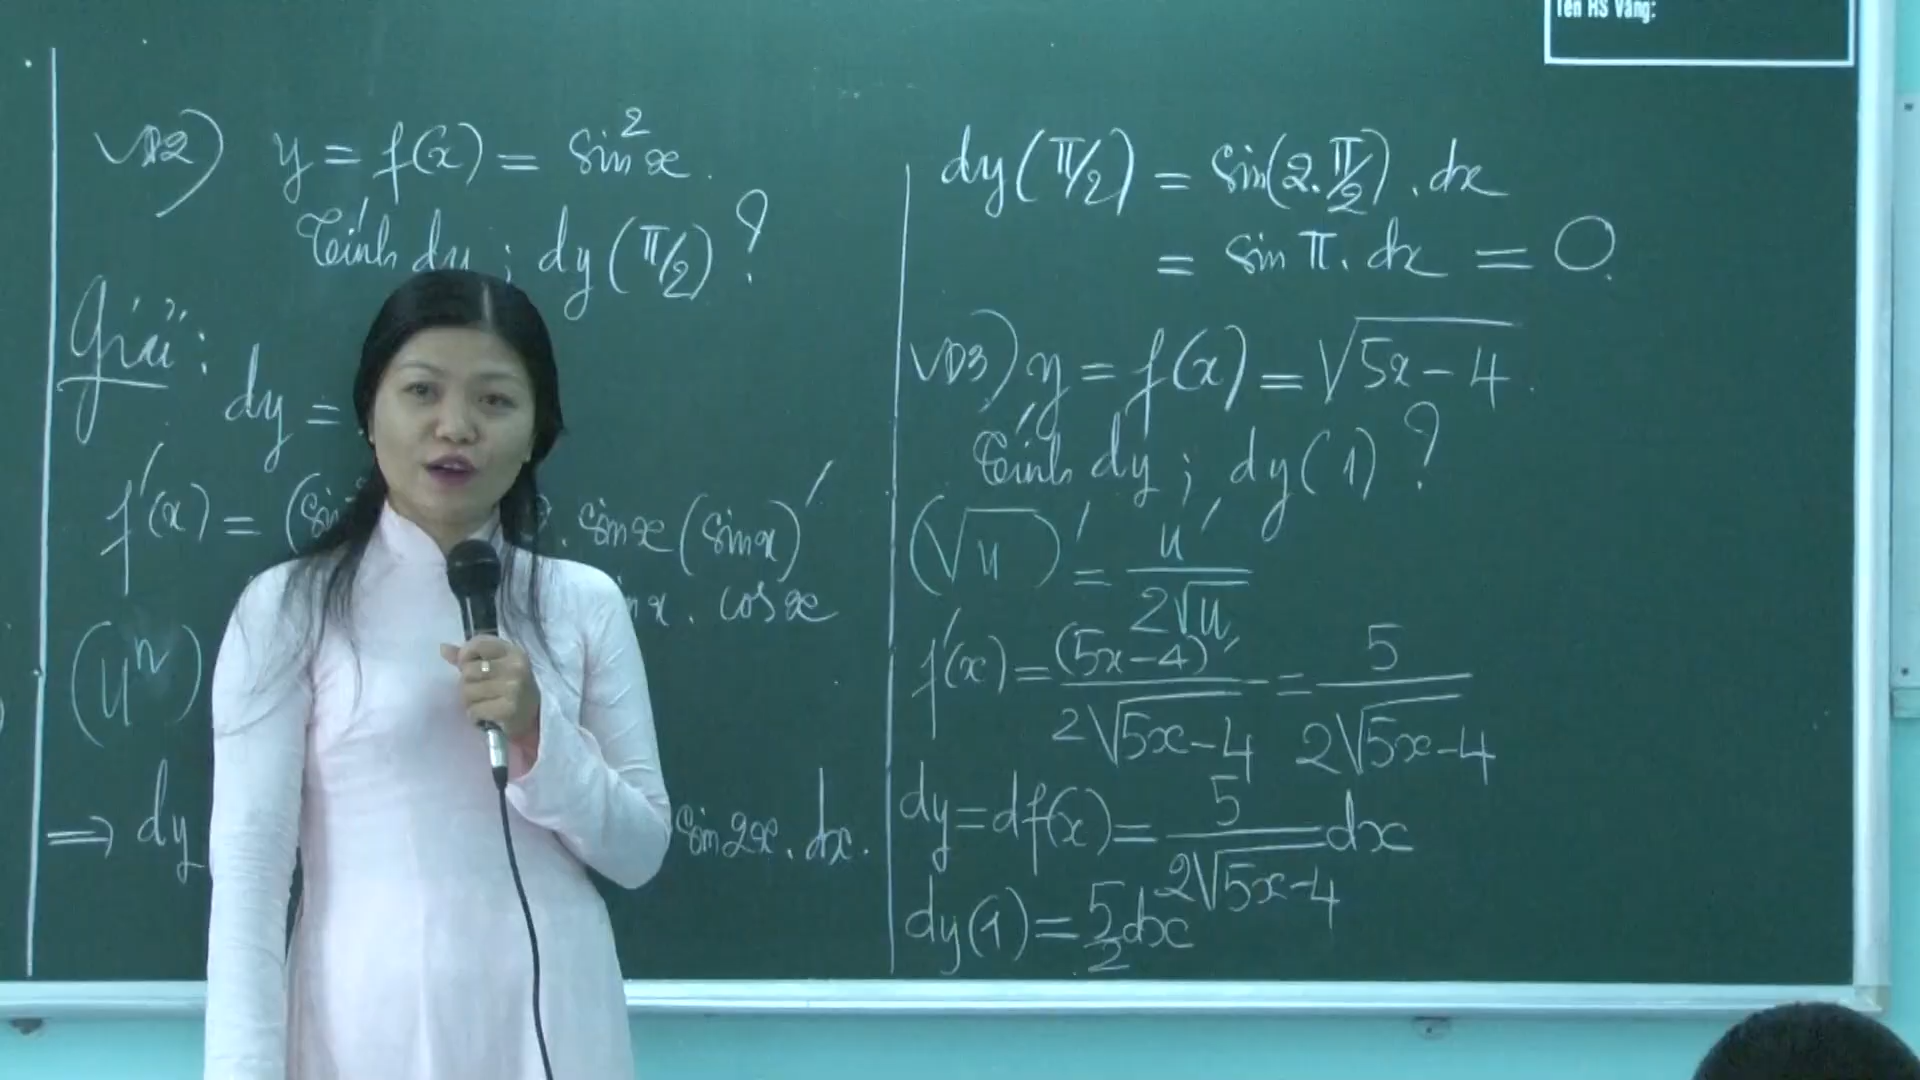 Tên HS Vắng:
VD2) y = f(x) = sin²x.
Tính dy ; dy(π/2) ?
Giải :
dy =
f'(x) = (sin . sinx (sinx)'
nx . cosx
(uⁿ)
⇒ dy sin2x . dx.
dy(π/2) = sin(2.π/2) . dx
= sin π . dx = 0.
VD3) y = f(x) = √(5x-4) .
Tính dy ; dy(1) ?
(√u)' = u'/(2√u)
f'(x) = (5x-4)'/(2√(5x-4)) = 5/(2√(5x-4))
dy = df(x) = 5/(2√(5x-4)) dx
dy(1) = 5/2 dx